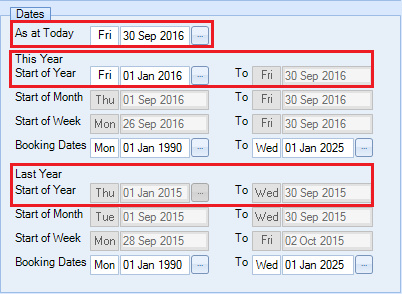 Dates
As at Today Fri 30 Sep 2016 ...
This Year
Start of Year Fri 01 Jan 2016 ... To Fri 30 Sep 2016
Start of Month Thu 01 Sep 2016 To Fri 30 Sep 2016
Start of Week Mon 26 Sep 2016 To Fri 30 Sep 2016
Booking Dates Mon 01 Jan 1990 ... To Wed 01 Jan 2025 ...
Last Year
Start of Year Thu 01 Jan 2015 ... To Wed 30 Sep 2015
Start of Month Tue 01 Sep 2015 To Wed 30 Sep 2015
Start of Week Mon 28 Sep 2015 To Fri 02 Oct 2015
Booking Dates Mon 01 Jan 1990 ... To Wed 01 Jan 2025 ...